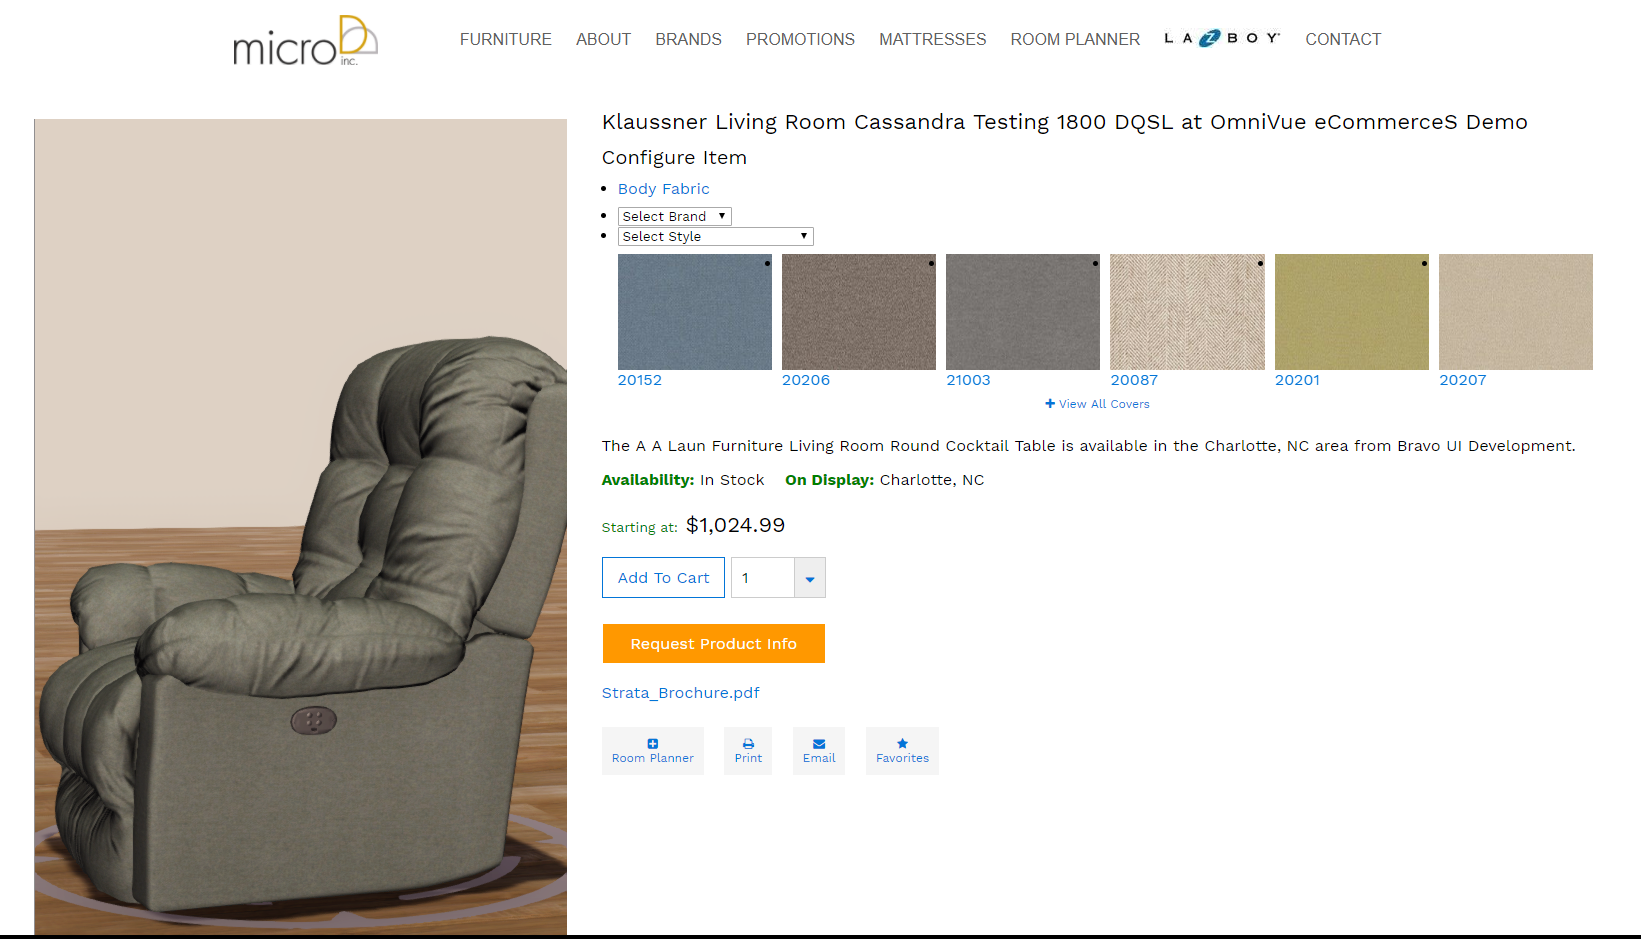 micro D inc.
FURNITURE ABOUT BRANDS PROMOTIONS MATTRESSES ROOM PLANNER LAZBOY CONTACT
Klaussner Living Room Cassandra Testing 1800 DQSL at OmniVue eCommerceS Demo
Configure Item
Body Fabric
Select Brand
Select Style
20152 20206 21003 20087 20201 20207
View All Covers
The A A Laun Furniture Living Room Round Cocktail Table is available in the Charlotte, NC area from Bravo UI Development.
Availability: In Stock On Display: Charlotte, NC
Starting at: $1,024.99
Add To Cart 1
Request Product Info
Strata_Brochure.pdf
Room Planner Print Email Favorites